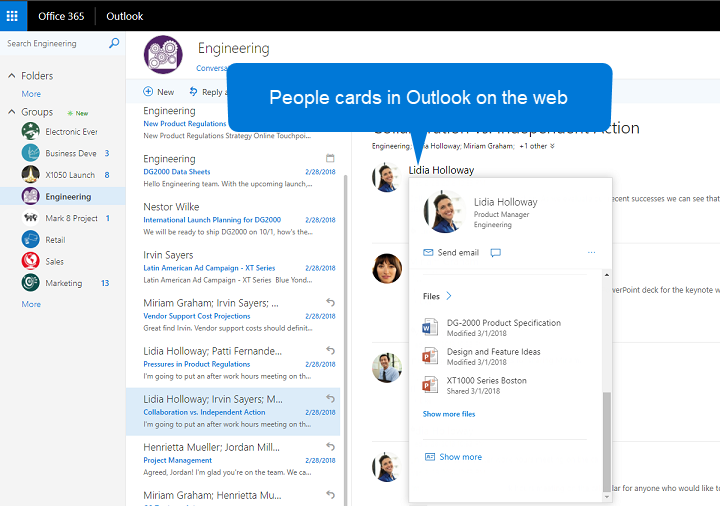 Office 365 Outlook
Search Engineering
Folders
More
Groups New
Electronic Ever
Business Deve 3
X1050 Launch 8
Engineering
Mark 8 Project 1
Retail
Sales
Marketing 13
More
Engineering
Conversa
New Reply a
Engineering
New Product Regulations
New Product Regulations Strategy Online Touchpoi...
Engineering
DG2000 Data Sheets 2/28/2018
Hello Engineering team. With the upcoming launch,...
Nestor Wilke
International Launch Planning for DG2000 2/28/2018
We will be ready to ship DG2000 on 10/1, how's the...
Irvin Sayers
Latin American Ad Campaign - XT Series 2/28/2018
Latin American Ad Campaign - XT Series Blue Yond...
Miriam Graham; Irvin Sayers; ...
Vendor Support Cost Projections 2/28/2018
Great find Irvin. Vendor support costs should definit...
Lidia Holloway; Patti Fernande...
Pressures in Product Regulations 2/28/2018
I'm going to put an after work hours meeting on th...
Lidia Holloway; Irvin Sayers; M...
Collaboration vs. Independent Action 2/28/2018
I'm going to put an after work hours meeting on th...
Henrietta Mueller; Jordan Mill...
Project Management 2/28/2018
Agreed, Jordan! I'm glad you're on the team. We ca...
Miriam Graham; Henrietta Mu...
People cards in Outlook on the web
Collaboration vs. Independent Action
Engineering; Lidia Holloway; Miriam Graham; +1 other
Lidia Holloway
Lidia Holloway
Product Manager
Engineering
Send email ...
Files
DG-2000 Product Specification
Modified 3/1/2018
Design and Feature Ideas
Modified 3/1/2018
XT1000 Series Boston
Shared 3/1/2018
Show more files
Show more
ecent successes we can see that
werPoint deck for the keynote w
lar for anyone who would like to